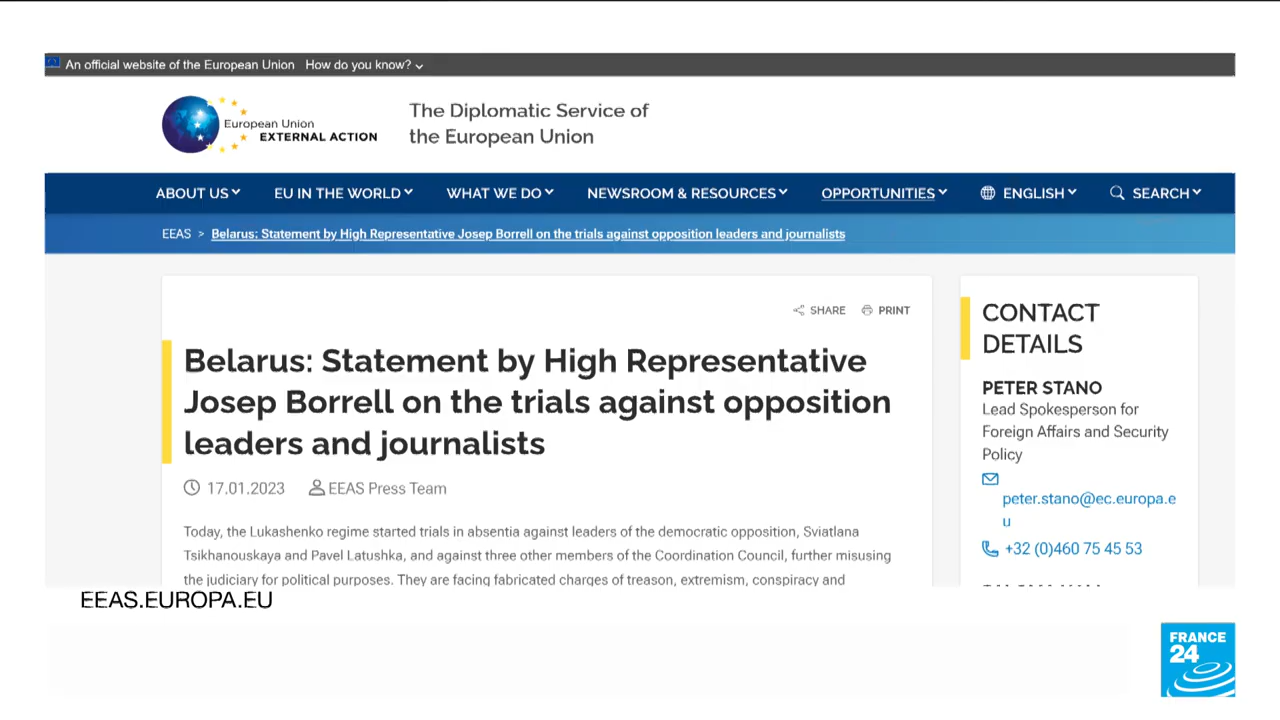 An official website of the European Union How do you know?
European Union
EXTERNAL ACTION
The Diplomatic Service of
the European Union
ABOUT US EU IN THE WORLD WHAT WE DO NEWSROOM & RESOURCES OPPORTUNITIES ENGLISH SEARCH
EEAS > Belarus: Statement by High Representative Josep Borrell on the trials against opposition leaders and journalists
SHARE PRINT
Belarus: Statement by High Representative
Josep Borrell on the trials against opposition
leaders and journalists
17.01.2023 EEAS Press Team
Today, the Lukashenko regime started trials in absentia against leaders of the democratic opposition, Sviatlana
Tsikhanouskaya and Pavel Latushka, and against three other members of the Coordination Council, further misusing
the judiciary for political purposes. They are facing fabricated charges of treason, extremism, conspiracy and
CONTACT
DETAILS
PETER STANO
Lead Spokesperson for
Foreign Affairs and Security
Policy
peter.stano@ec.europa.e
u
+32 (0)460 75 45 53
EEAS.EUROPA.EU
FRANCE
24